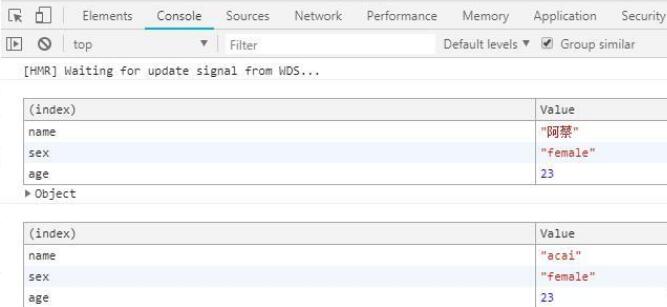 Elements Console Sources Network Performance Memory Application Security
top Filter Default levels Group similar
[HMR] Waiting for update signal from WDS...
(index) Value
name "阿蔡"
sex "female"
age 23
Object
(index) Value
name "acai"
sex "female"
age 23